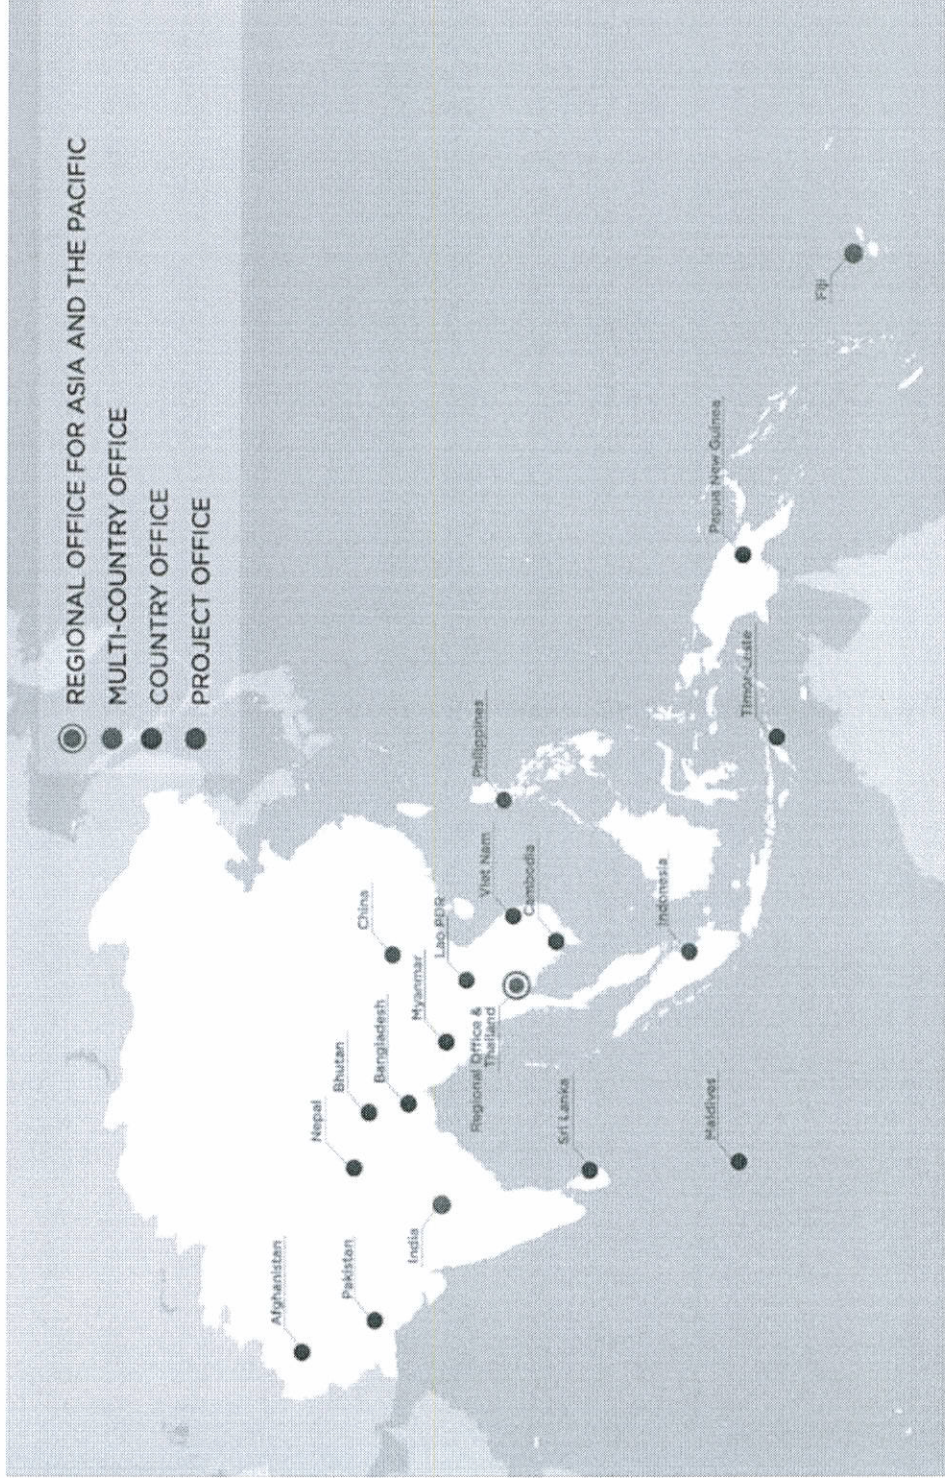 REGIONAL OFFICE FOR ASIA AND THE PACIFIC
MULTI-COUNTRY OFFICE
COUNTRY OFFICE
PROJECT OFFICE
Afghanistan
Pakistan
India
Nepal
Bhutan
Bangladesh
Myanmar
China
Lao PDR
Regional Office &
Thailand
Viet Nam
Cambodia
Philippines
Sri Lanka
Maldives
Indonesia
Timor-Leste
Papua New Guinea
Fiji